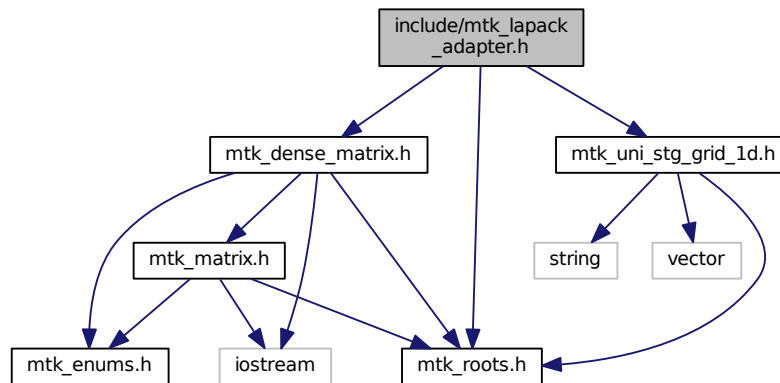 include/mtk_lapack
_adapter.h
mtk_dense_matrix.h
mtk_uni_stg_grid_1d.h
mtk_matrix.h
string
vector
mtk_enums.h
iostream
mtk_roots.h